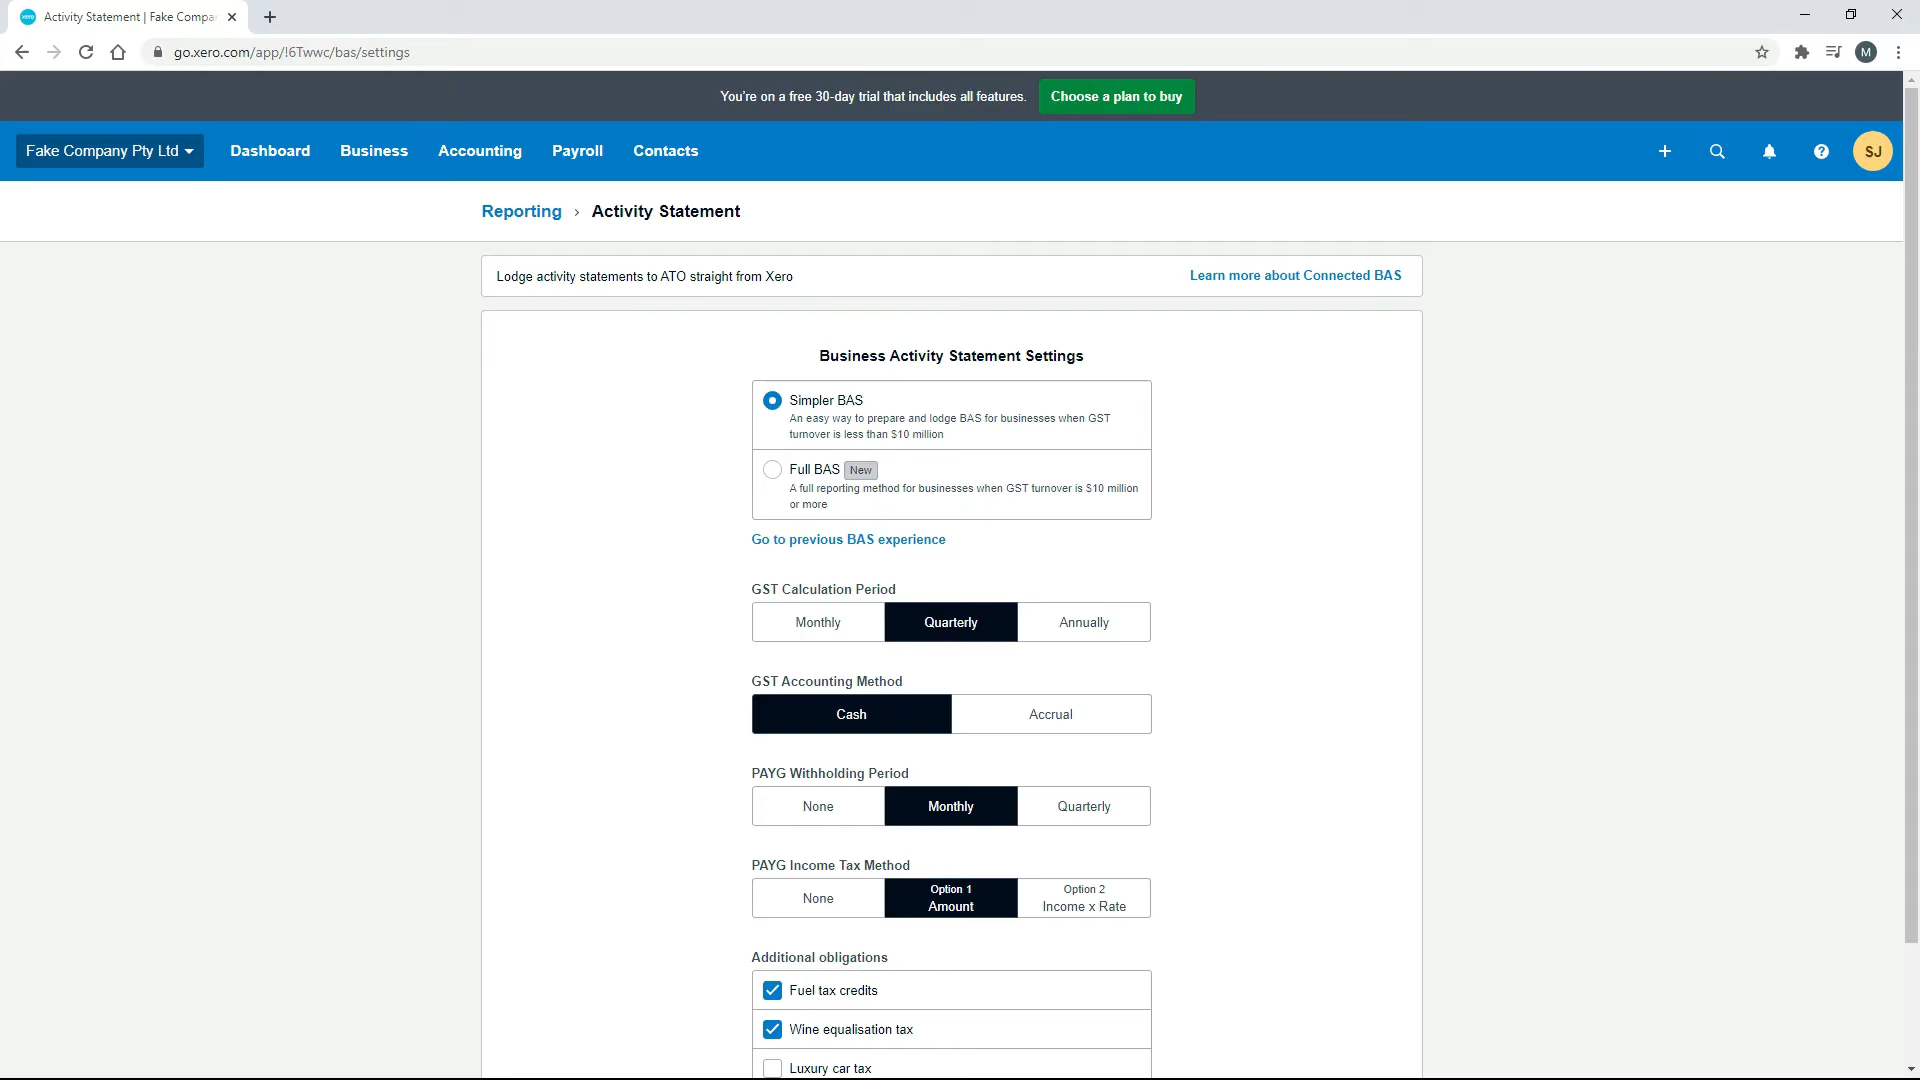 Activity Statement | Fake Compa
go.xero.com/app/!6Twwc/bas/settings
M
You're on a free 30-day trial that includes all features.
Choose a plan to buy
Fake Company Pty Ltd
Dashboard
Business
Accounting
Payroll
Contacts
SJ
Reporting › Activity Statement
Lodge activity statements to ATO straight from Xero
Learn more about Connected BAS
Business Activity Statement Settings
Simpler BAS
An easy way to prepare and lodge BAS for businesses when GST
turnover is less than $10 million
Full BAS New
A full reporting method for businesses when GST turnover is $10 million
or more
Go to previous BAS experience
GST Calculation Period
Monthly
Quarterly
Annually
GST Accounting Method
Cash
Accrual
PAYG Withholding Period
None
Monthly
Quarterly
PAYG Income Tax Method
None
Option 1
Amount
Option 2
Income x Rate
Additional obligations
Fuel tax credits
Wine equalisation tax
Luxury car tax